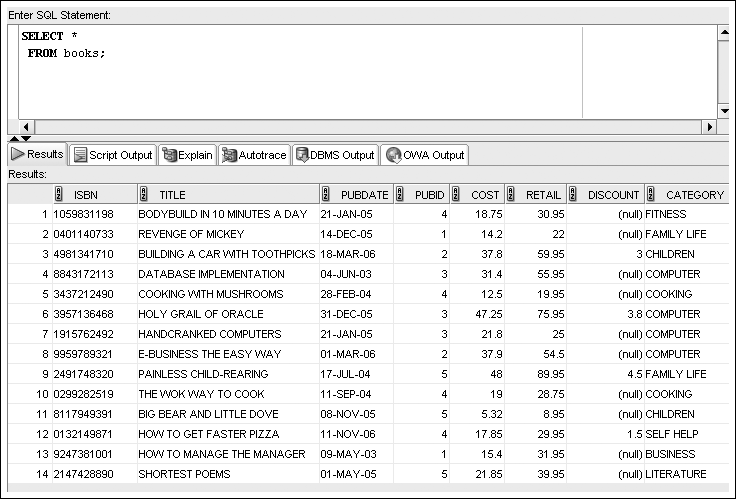 Enter SQL Statement:
SELECT *
FROM books;
Results Script Output Explain Autotrace DBMS Output OWA Output
Results:
ISBN TITLE PUBDATE PUBID COST RETAIL DISCOUNT CATEGORY
1 1059831198 BODYBUILD IN 10 MINUTES A DAY 21-JAN-05 4 18.75 30.95 (null) FITNESS
2 0401140733 REVENGE OF MICKEY 14-DEC-05 1 14.2 22 (null) FAMILY LIFE
3 4981341710 BUILDING A CAR WITH TOOTHPICKS 18-MAR-06 2 37.8 59.95 3 CHILDREN
4 8843172113 DATABASE IMPLEMENTATION 04-JUN-03 3 31.4 55.95 (null) COMPUTER
5 3437212490 COOKING WITH MUSHROOMS 28-FEB-04 4 12.5 19.95 (null) COOKING
6 3957136468 HOLY GRAIL OF ORACLE 31-DEC-05 3 47.25 75.95 3.8 COMPUTER
7 1915762492 HANDCRANKED COMPUTERS 21-JAN-05 3 21.8 25 (null) COMPUTER
8 9959789321 E-BUSINESS THE EASY WAY 01-MAR-06 2 37.9 54.5 (null) COMPUTER
9 2491748320 PAINLESS CHILD-REARING 17-JUL-04 5 48 89.95 4.5 FAMILY LIFE
10 0299282519 THE WOK WAY TO COOK 11-SEP-04 4 19 28.75 (null) COOKING
11 8117949391 BIG BEAR AND LITTLE DOVE 08-NOV-05 5 5.32 8.95 (null) CHILDREN
12 0132149871 HOW TO GET FASTER PIZZA 11-NOV-06 4 17.85 29.95 1.5 SELF HELP
13 9247381001 HOW TO MANAGE THE MANAGER 09-MAY-03 1 15.4 31.95 (null) BUSINESS
14 2147428890 SHORTEST POEMS 01-MAY-05 5 21.85 39.95 (null) LITERATURE